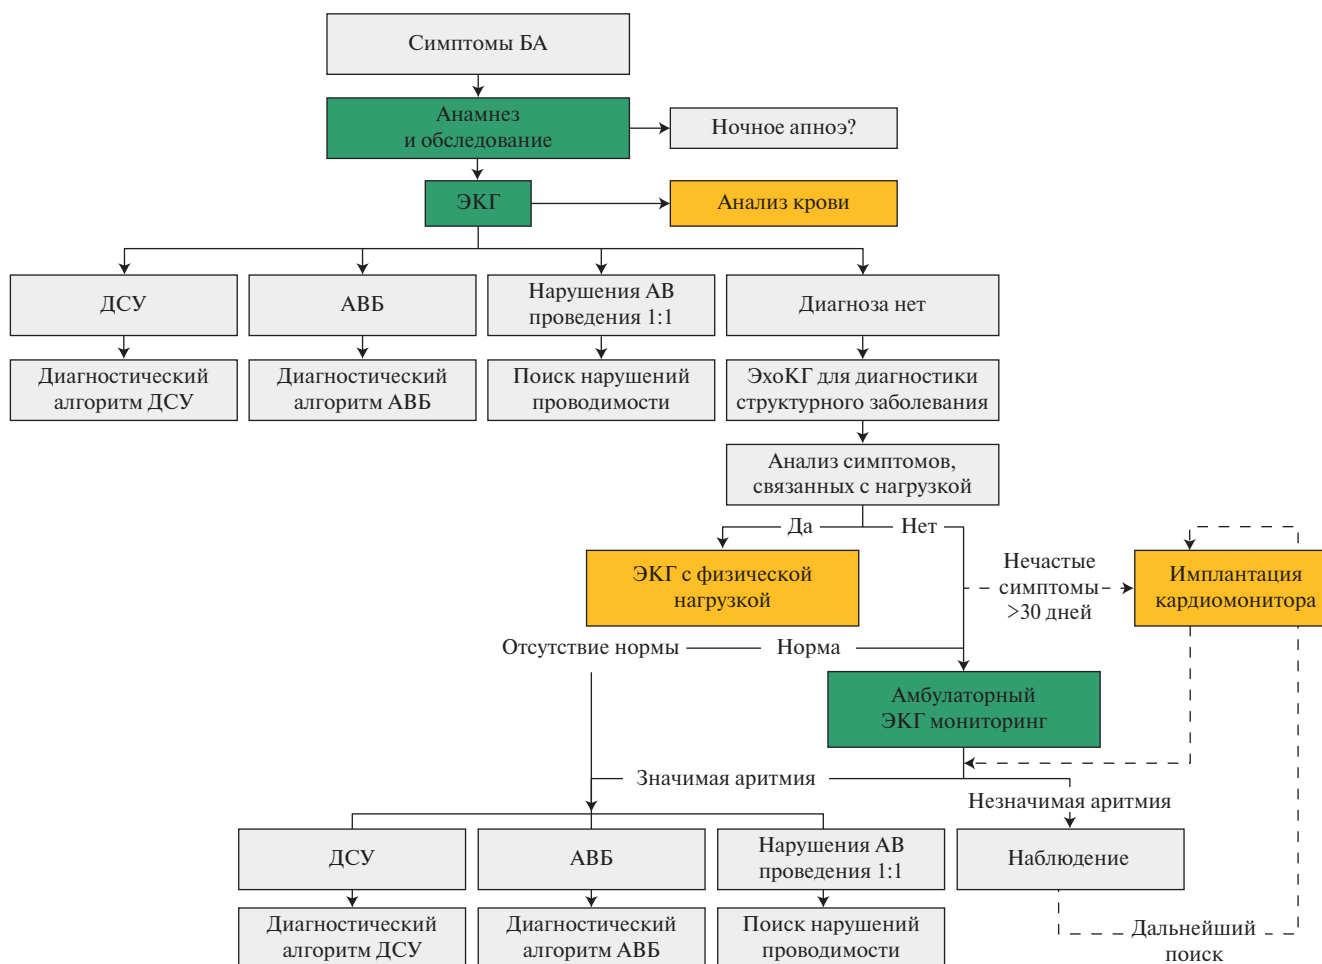 Симптомы БА
Анамнез
и обследование
Ночное апноэ?
ЭКГ
Анализ крови
ДСУ
АВБ
Нарушения АВ
проведения 1:1
Диагноза нет
Диагностический
алгоритм ДСУ
Диагностический
алгоритм АВБ
Поиск нарушений
проводимости
ЭхоКГ для диагностики
структурного заболевания
Анализ симптомов,
связанных с нагрузкой
Да
Нет
ЭКГ с физической
нагрузкой
Нечастые
симптомы
>30 дней
Имплантация
кардиомонитора
Отсутствие нормы
Норма
Амбулаторный
ЭКГ мониторинг
Значимая аритмия
Незначимая аритмия
ДСУ
АВБ
Нарушения АВ
проведения 1:1
Наблюдение
Диагностический
алгоритм ДСУ
Диагностический
алгоритм АВБ
Поиск нарушений
проводимости
Дальнейший
поиск